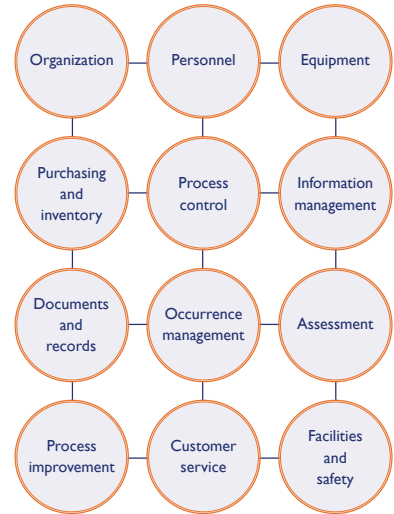 Organization
Personnel
Equipment
Purchasing
and
inventory
Process
control
Information
management
Documents
and
records
Occurrence
management
Assessment
Process
improvement
Customer
service
Facilities
and
safety